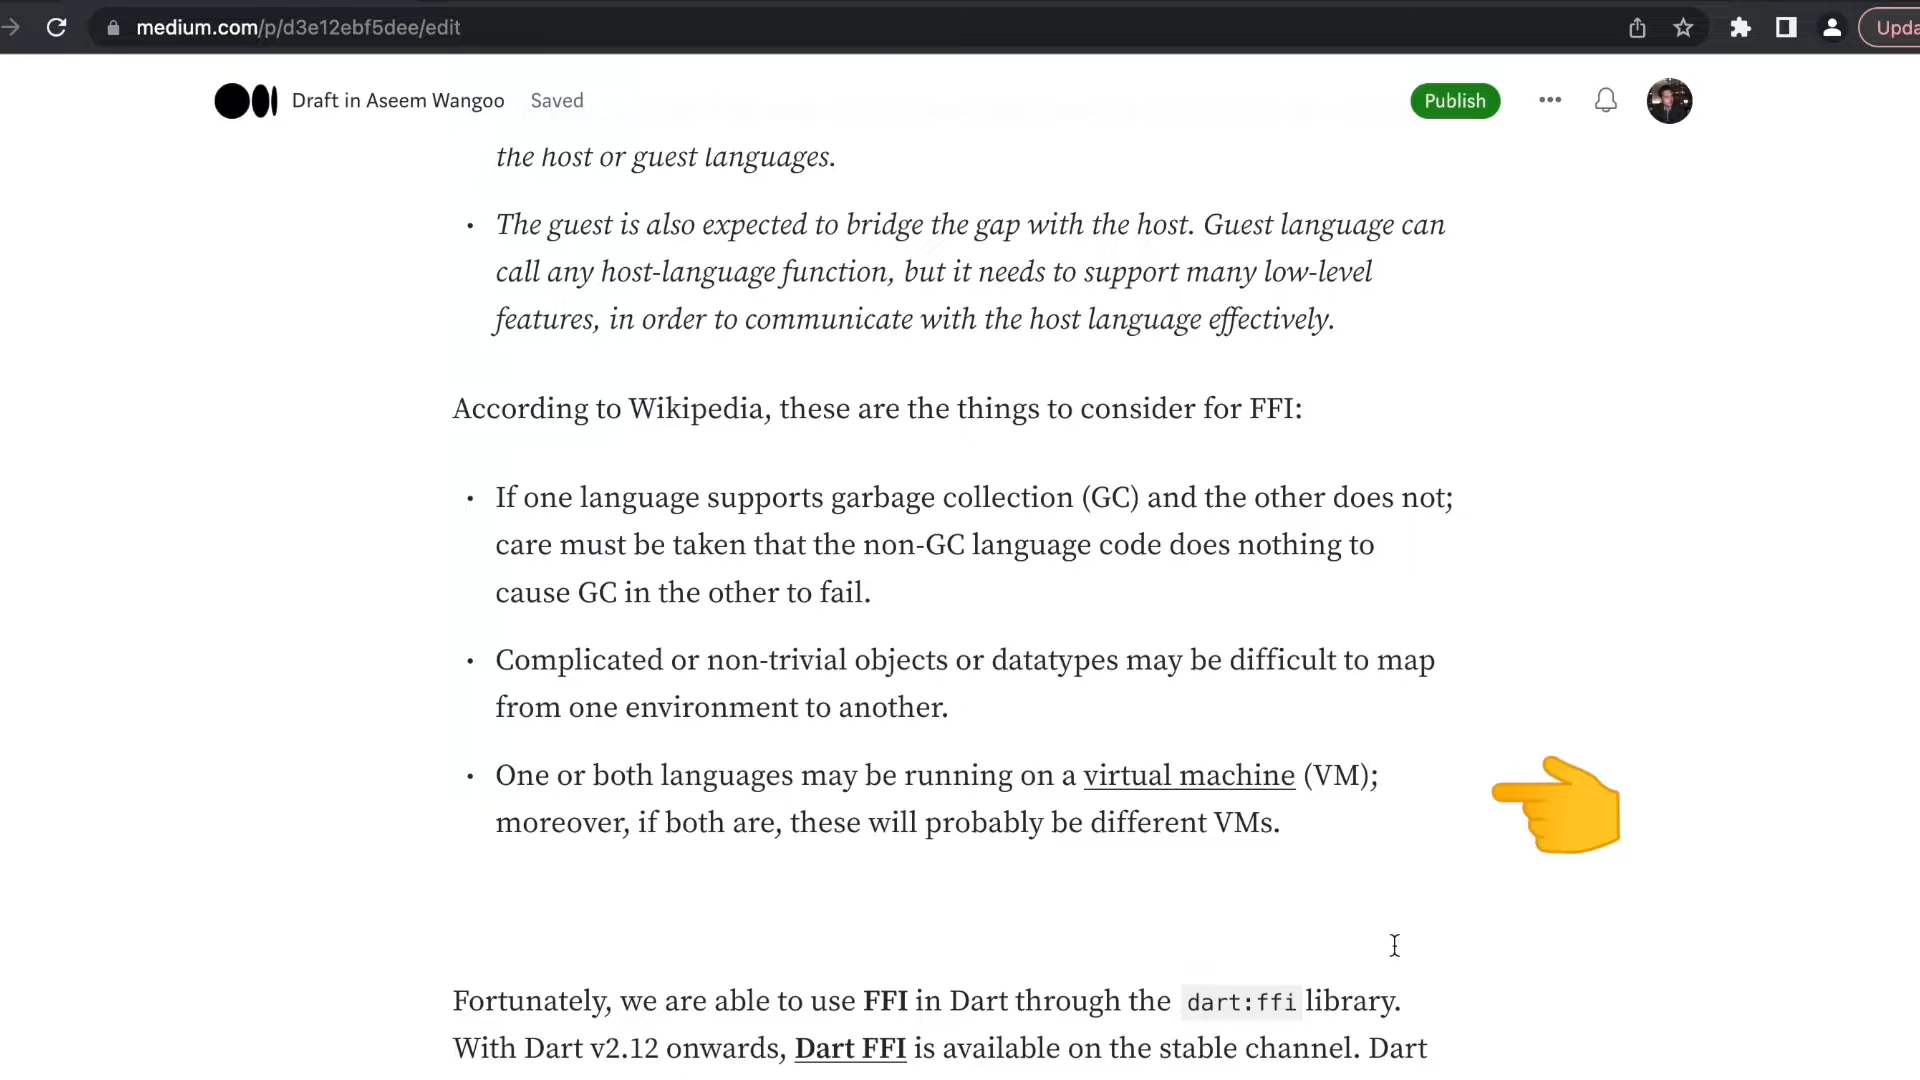 medium.com/p/d3e12ebf5dee/edit
Upda
Draft in Aseem Wangoo Saved
Publish
the host or guest languages.
• The guest is also expected to bridge the gap with the host. Guest language can
call any host-language function, but it needs to support many low-level
features, in order to communicate with the host language effectively.
According to Wikipedia, these are the things to consider for FFI:
• If one language supports garbage collection (GC) and the other does not;
care must be taken that the non-GC language code does nothing to
cause GC in the other to fail.
• Complicated or non-trivial objects or datatypes may be difficult to map
from one environment to another.
• One or both languages may be running on a virtual machine (VM);
moreover, if both are, these will probably be different VMs.
Fortunately, we are able to use FFI in Dart through the dart:ffi library.
With Dart v2.12 onwards, Dart FFI is available on the stable channel. Dart